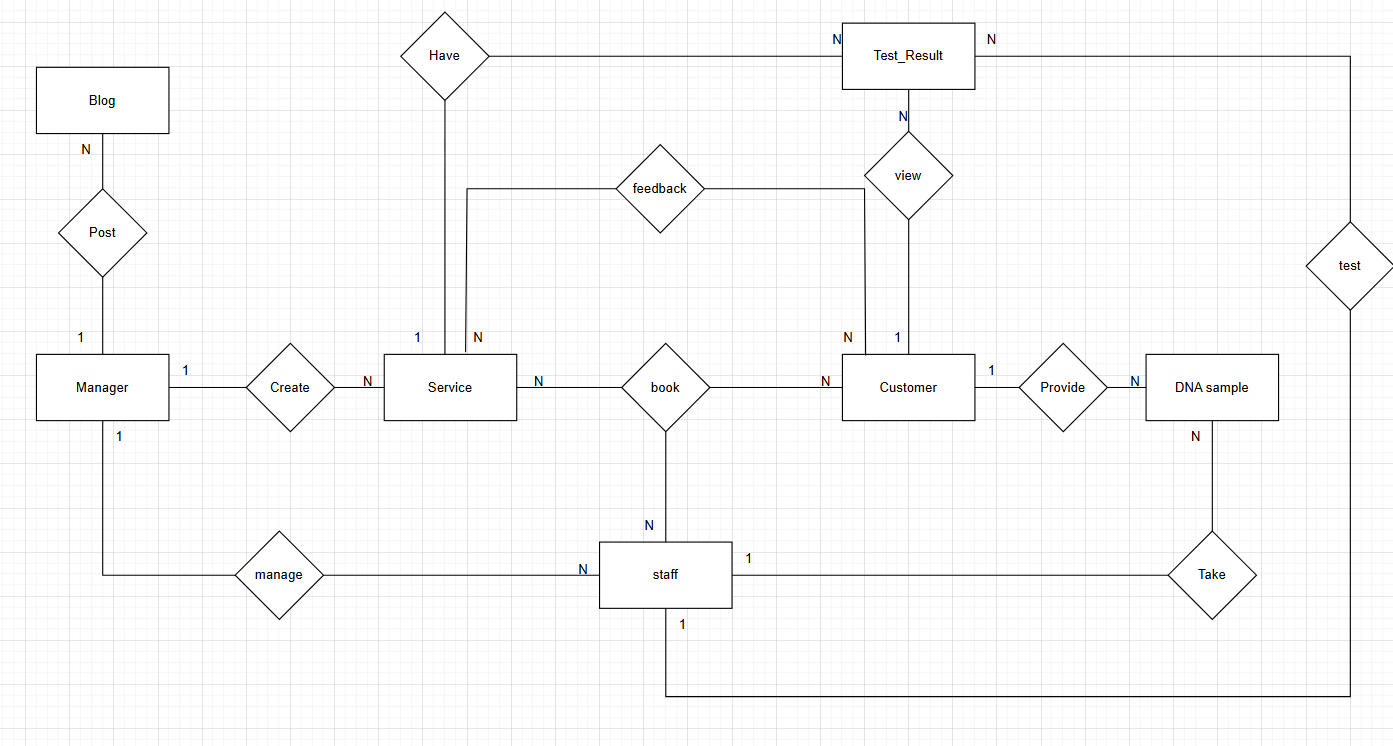 Have
N
Test_Result
N
Blog
N
N
feedback
view
Post
test
1
1
N
N
1
Manager
1
Create
N
Service
N
book
N
Customer
1
Provide
N
DNA sample
1
N
N
manage
N
staff
1
Take
1